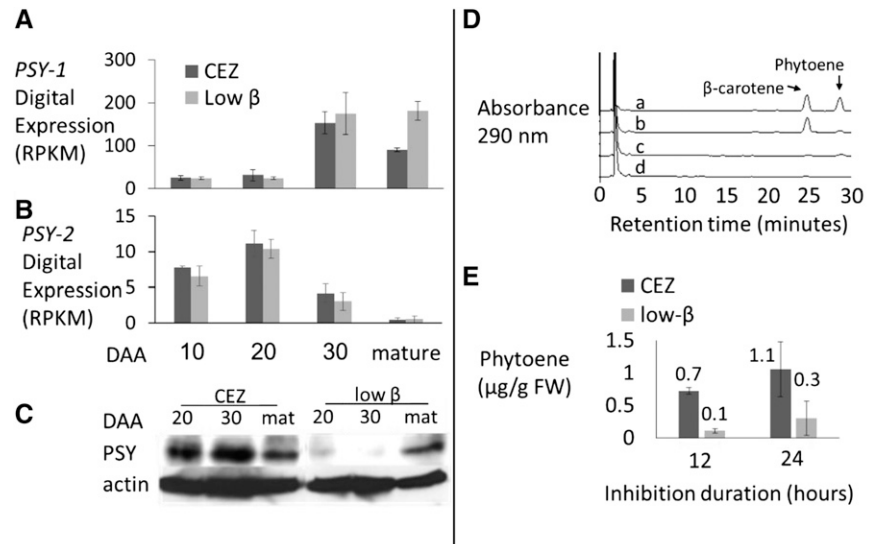 A
PSY-1
Digital
Expression
(RPKM)
300
200
100
0
CEZ
Low β
B
PSY-2
Digital
Expression
(RPKM)
15
10
5
0
DAA 10 20 30 mature
C
CEZ low β
DAA 20 30 mat 20 30 mat
PSY
actin
D
Absorbance
290 nm
Phytoene
β-carotene
a
b
c
d
0 5 10 15 20 25 30
Retention time (minutes)
E
CEZ
low-β
Phytoene
(µg/g FW)
1.5
1
0.5
0
0.7
0.1
1.1
0.3
12 24
Inhibition duration (hours)